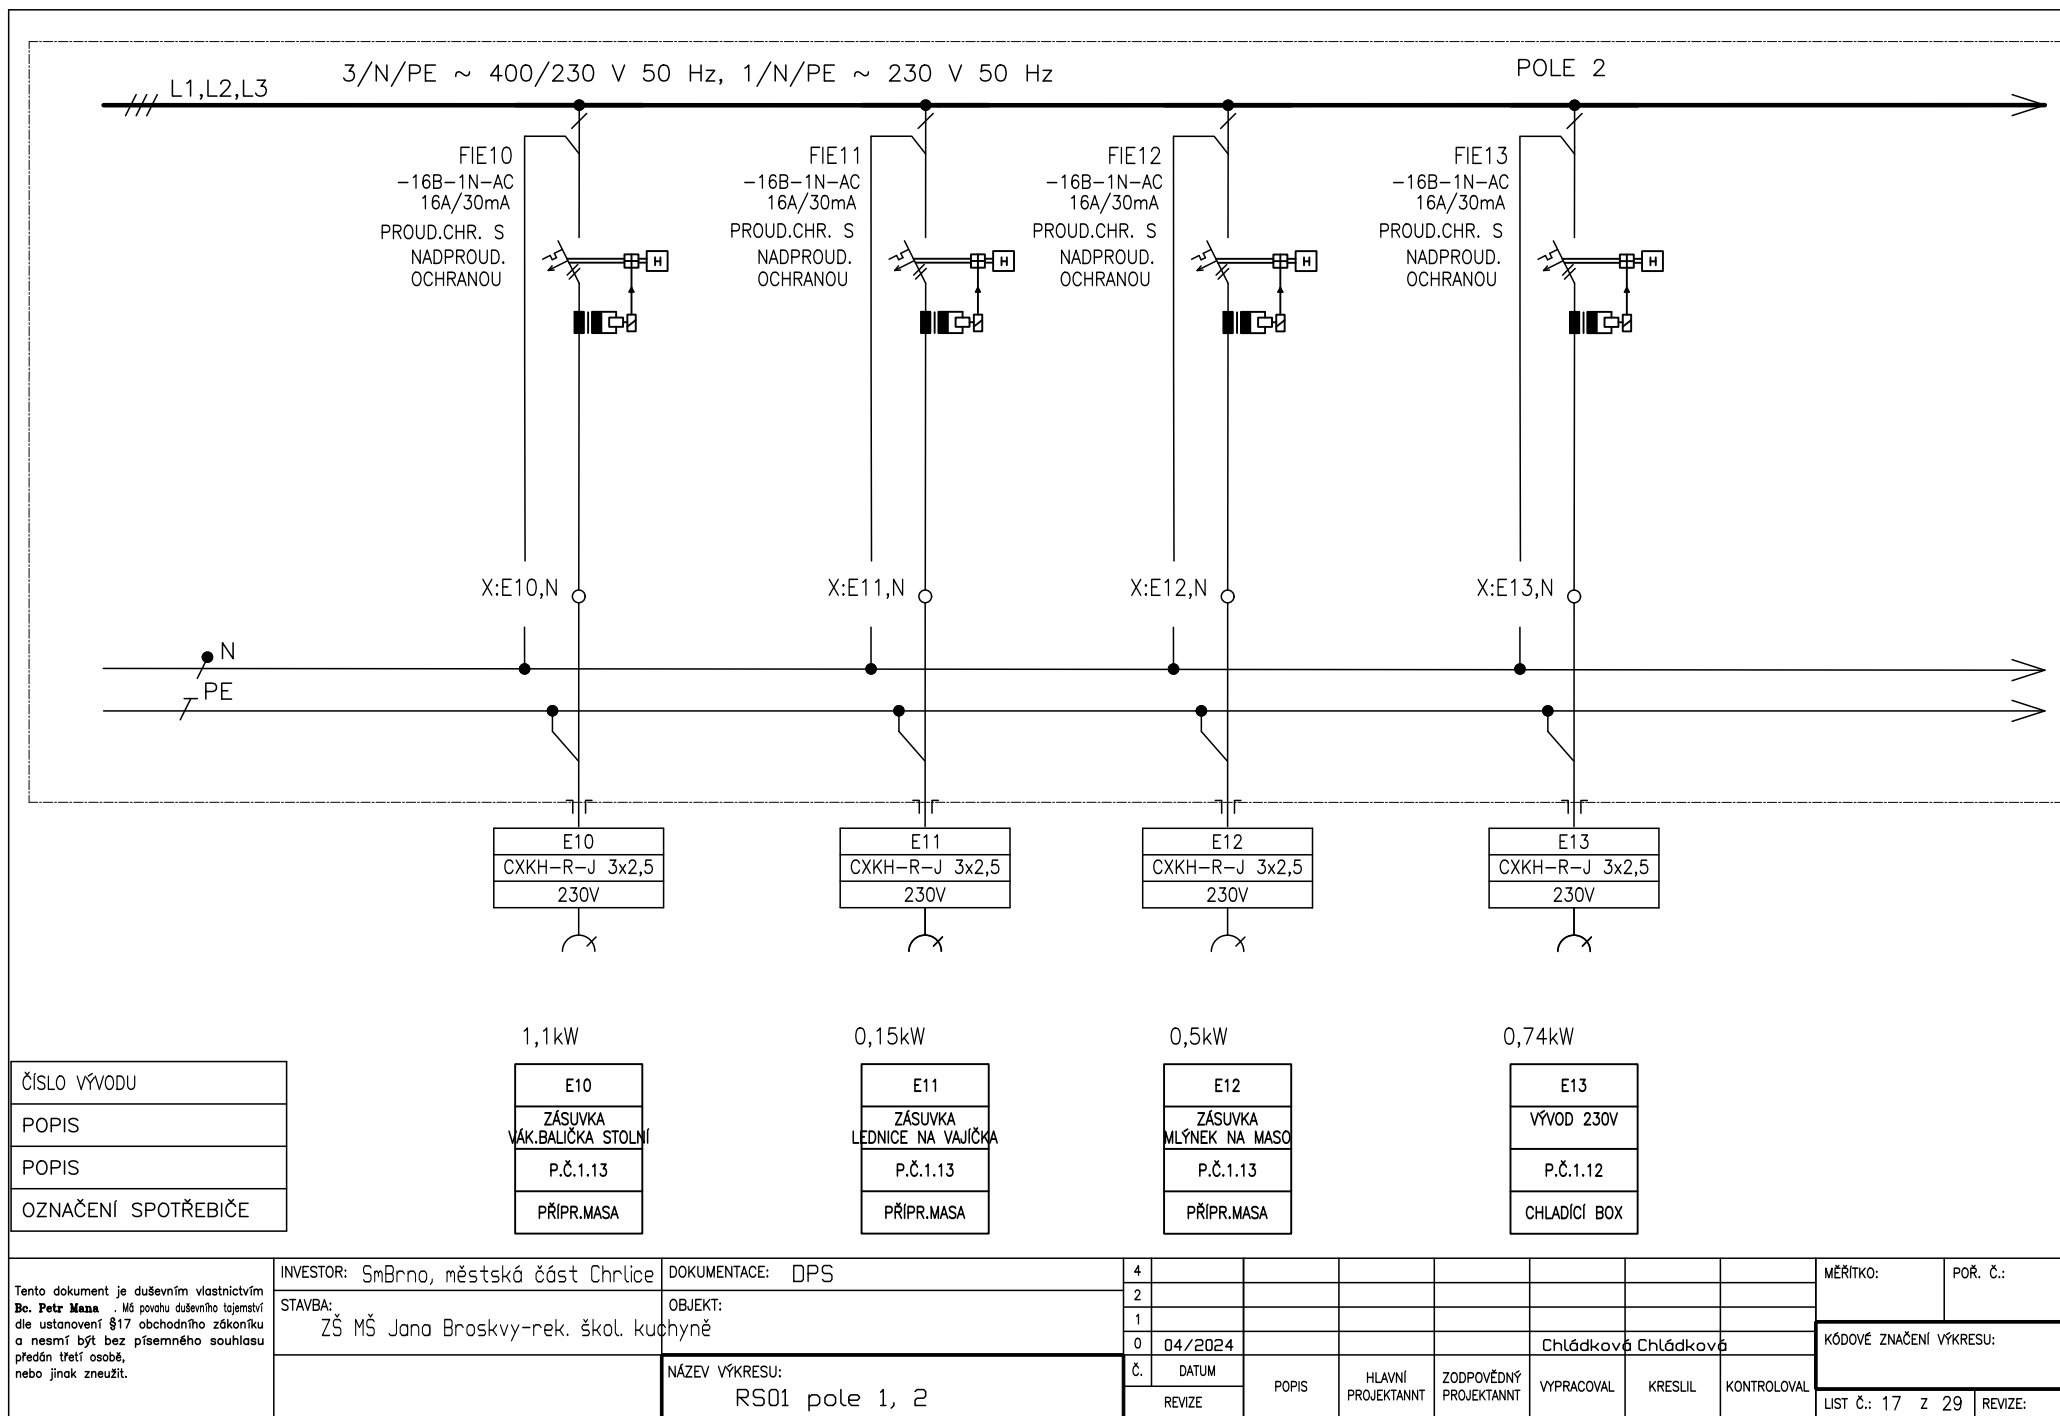 3/N/PE ~ 400/230 V 50 Hz, 1/N/PE ~ 230 V 50 Hz
POLE 2
L1,L2,L3
FIE10
-16B-1N-AC
16A/30mA
PROUD.CHR. S
NADPROUD.
OCHRANOU
H
FIE11
-16B-1N-AC
16A/30mA
PROUD.CHR. S
NADPROUD.
OCHRANOU
H
FIE12
-16B-1N-AC
16A/30mA
PROUD.CHR. S
NADPROUD.
OCHRANOU
H
FIE13
-16B-1N-AC
16A/30mA
PROUD.CHR. S
NADPROUD.
OCHRANOU
H
X:E10,N
X:E11,N
X:E12,N
X:E13,N
N
PE
E10
CXKH-R-J 3x2,5
230V
E11
CXKH-R-J 3x2,5
230V
E12
CXKH-R-J 3x2,5
230V
E13
CXKH-R-J 3x2,5
230V
1,1kW
0,15kW
0,5kW
0,74kW
ČÍSLO VÝVODU
POPIS
POPIS
OZNAČENÍ SPOTŘEBIČE
E10
ZÁSUVKA
VÁK.BALIČKA STOLNÍ
P.Č.1.13
PŘÍPR.MASA
E11
ZÁSUVKA
LEDNICE NA VAJÍČKA
P.Č.1.13
PŘÍPR.MASA
E12
ZÁSUVKA
MLÝNEK NA MASO
P.Č.1.13
PŘÍPR.MASA
E13
VÝVOD 230V
P.Č.1.12
CHLADÍCÍ BOX
Tento dokument je duševním vlastnictvím
Bc. Petr Mana . Má povahu duševního tajemství
dle ustanovení §17 obchodního zákoníku
a nesmí být bez písemného souhlasu
předán třetí osobě,
nebo jinak zneužit.
INVESTOR: SmBrno, městská část Chrlice
STAVBA:
ZŠ MŠ Jana Broskvy-rek. škol. kuchyně
DOKUMENTACE: DPS
OBJEKT:
NÁZEV VÝKRESU:
RS01 pole 1, 2
4
2
1
0 04/2024 Chládková Chládková
Č. DATUM
REVIZE
POPIS
HLAVNÍ
PROJEKTANNT
ZODPOVĚDNÝ
PROJEKTANNT
VYPRACOVAL
KRESLIL
KONTROLOVAL
MĚŘÍTKO:
POŘ. Č.:
KÓDOVÉ ZNAČENÍ VÝKRESU:
LIST Č.: 17 Z 29
REVIZE: